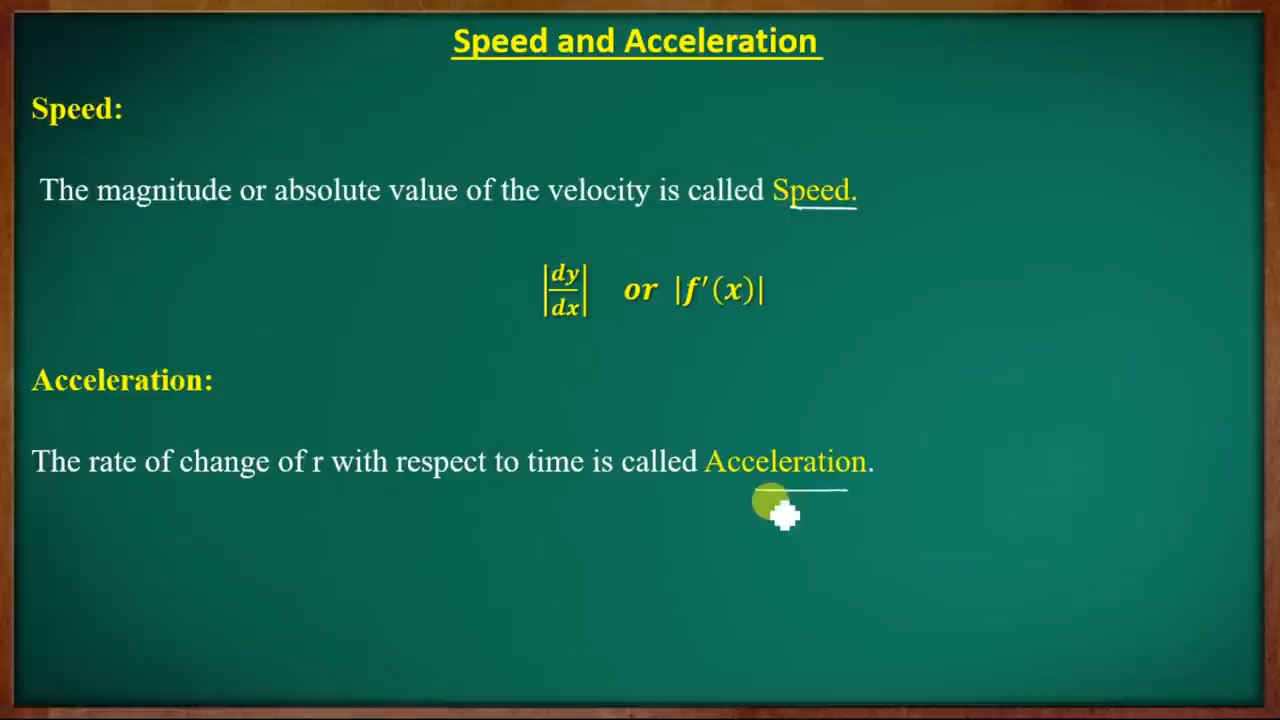 Speed and Acceleration
Speed:
The magnitude or absolute value of the velocity is called Speed.
|dy/dx| or |f′(x)|
Acceleration:
The rate of change of r with respect to time is called Acceleration.